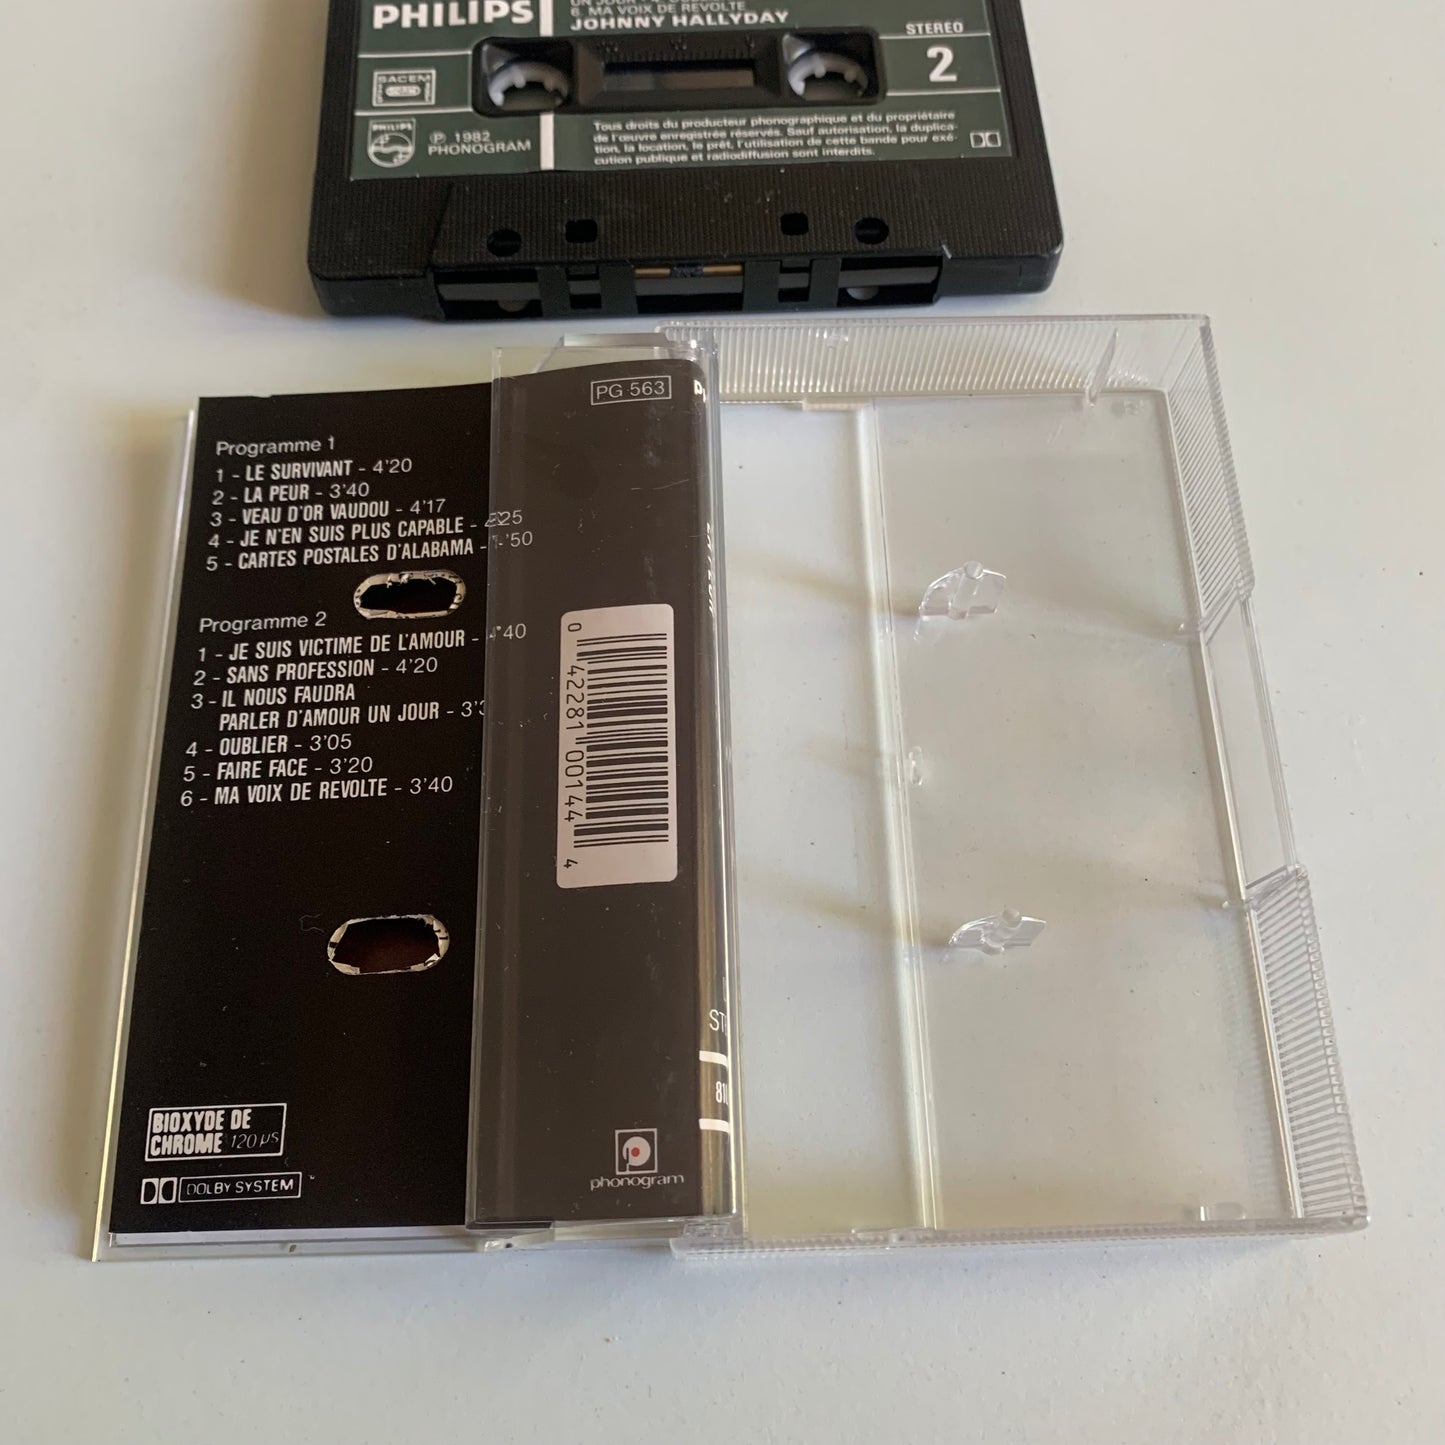 PHILIPS
6. MA VOIX DE REVOLTE
JOHNNY HALLYDAY
STEREO
2
SACEM
PHILIPS
℗ 1982
PHONOGRAM
Tous droits du producteur phonographique et du propriétaire
de l'œuvre enregistrée réservés. Sauf autorisation, la duplica-
tion, la location, le prêt, l'utilisation de cette bande pour exé-
cution publique et radiodiffusion sont interdits.
PG 563
Programme 1
1 - LE SURVIVANT - 4'20
2 - LA PEUR - 3'40
3 - VEAU D'OR VAUDOU - 4'17
4 - JE N'EN SUIS PLUS CAPABLE - 25
5 - CARTES POSTALES D'ALABAMA - '50
Programme 2
1 - JE SUIS VICTIME DE L'AMOUR - '40
2 - SANS PROFESSION - 4'20
3 - IL NOUS FAUDRA
PARLER D'AMOUR UN JOUR - 3'3
4 - OUBLIER - 3'05
5 - FAIRE FACE - 3'20
6 - MA VOIX DE REVOLTE - 3'40
0 42281 00144 4
BIOXYDE DE
CHROME 120 µs
DOLBY SYSTEM
phonogram